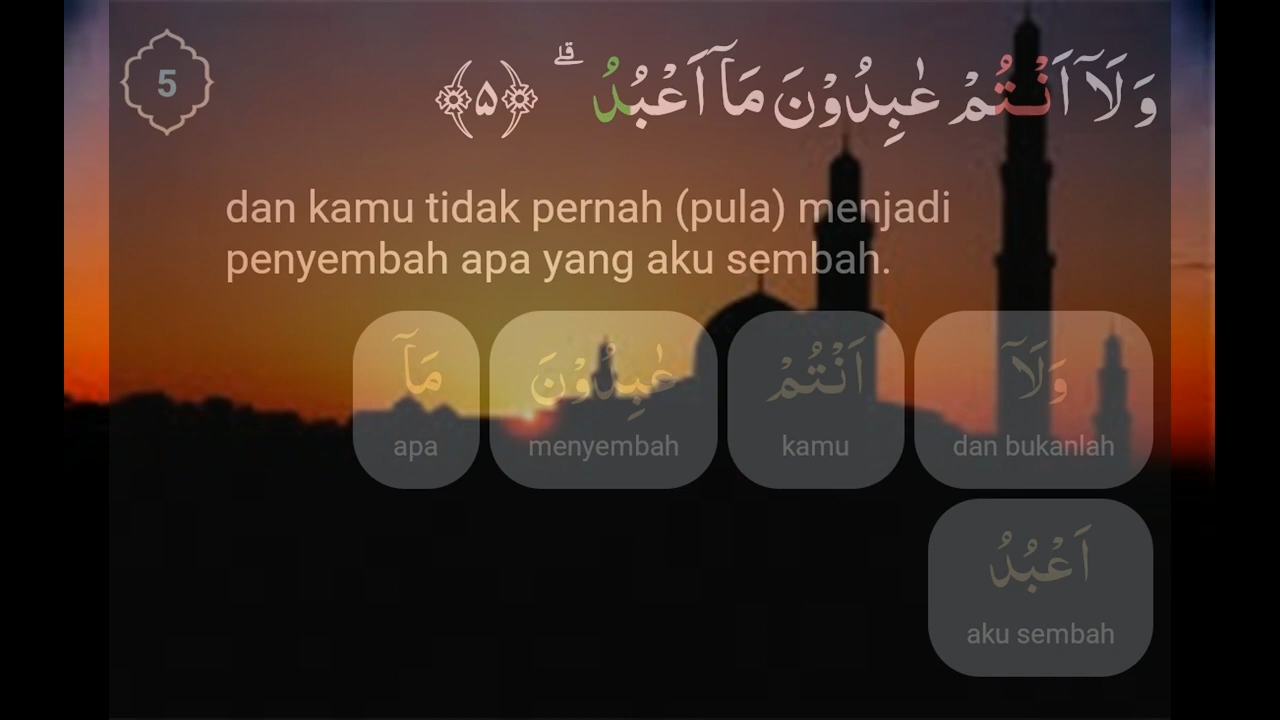 5
وَلَآ اَنْتُمْ عٰبِدُوْنَ مَآ اَعْبُدُ ۗ ﴿۵﴾
dan kamu tidak pernah (pula) menjadi
penyembah apa yang aku sembah.
وَلَآ اَنْتُمْ عٰبِدُوْنَ مَآ
dan bukanlah kamu menyembah apa
اَعْبُدُ
aku sembah